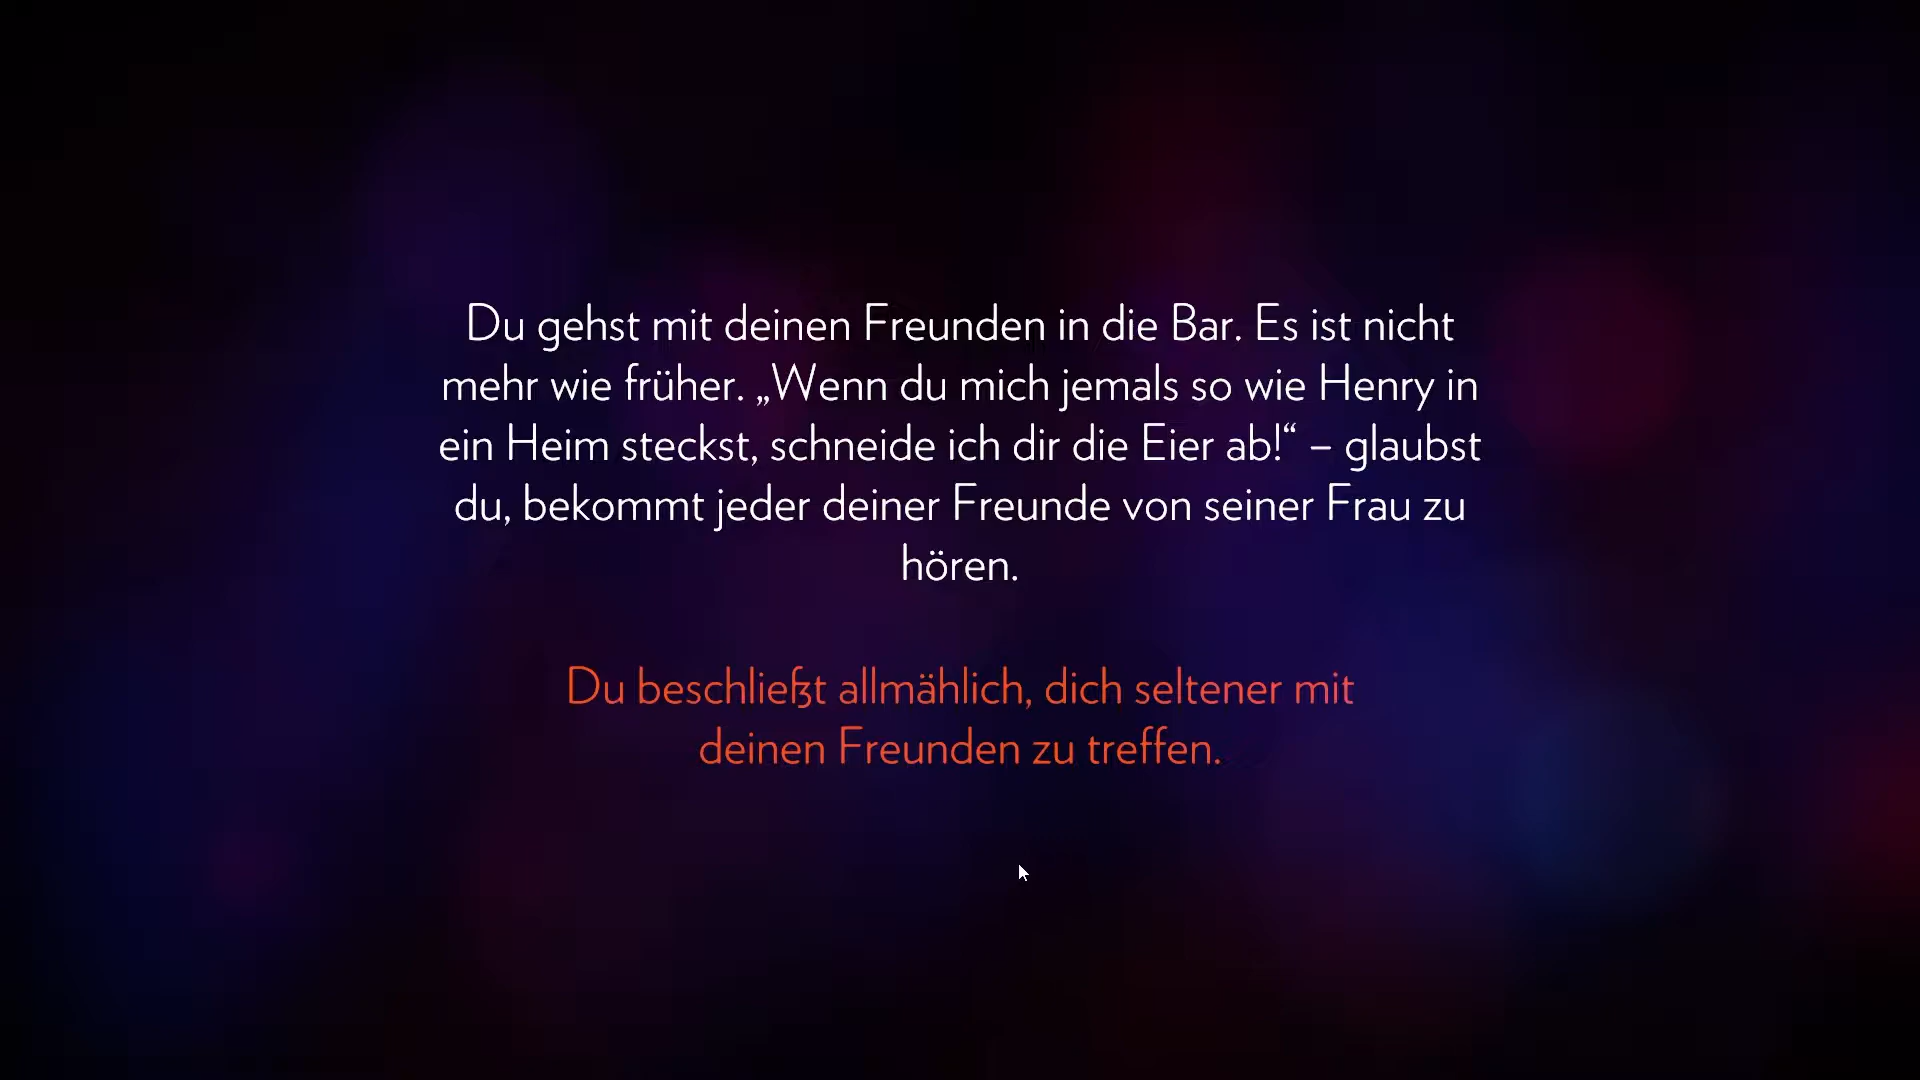 Du gehst mit deinen Freunden in die Bar. Es ist nicht
mehr wie früher. „Wenn du mich jemals so wie Henry in
ein Heim steckst, schneide ich dir die Eier ab!“ – glaubst
du, bekommt jeder deiner Freunde von seiner Frau zu
hören.
Du beschließt allmählich, dich seltener mit
deinen Freunden zu treffen.